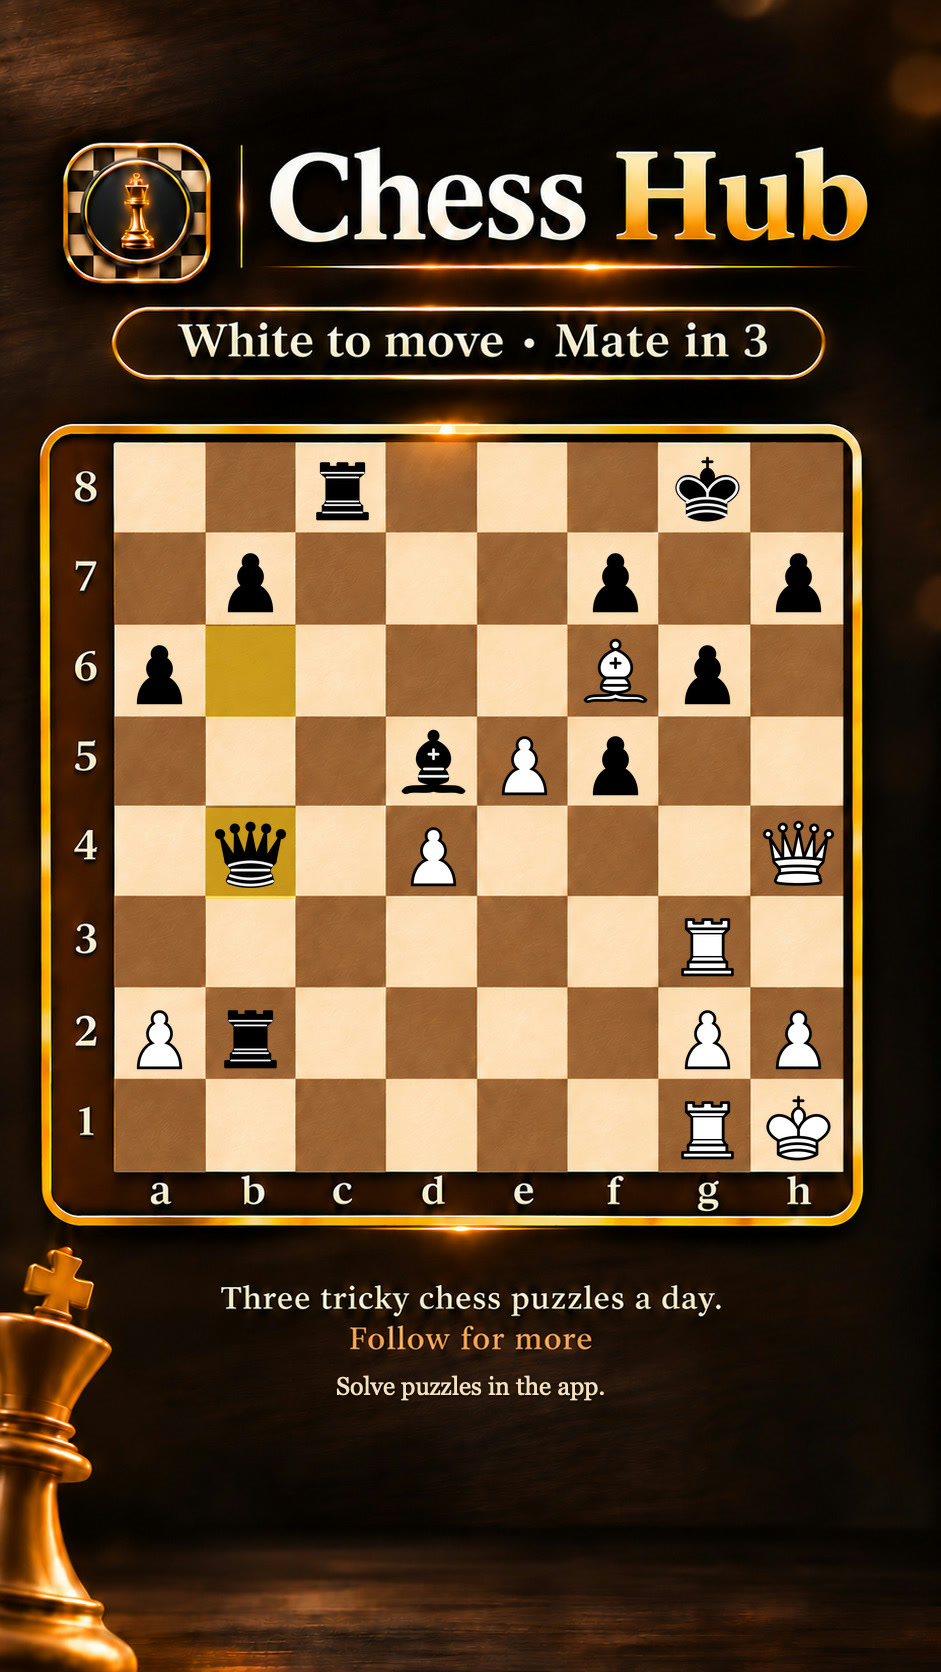 Chess Hub
White to move • Mate in 3
8
7
6
5
4
3
2
1
a b c d e f g h
Three tricky chess puzzles a day.
Follow for more
Solve puzzles in the app.